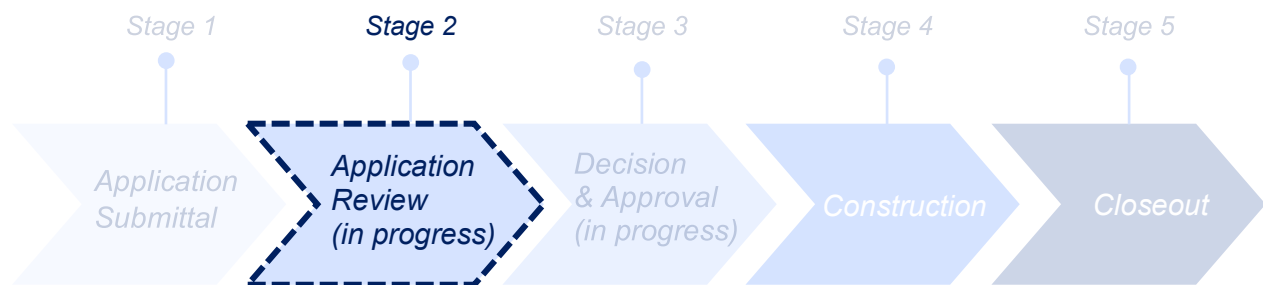 Stage 1
Stage 2
Stage 3
Stage 4
Stage 5
Application
Submittal
Application
Review
(in progress)
Decision
& Approval
(in progress)
Construction
Closeout